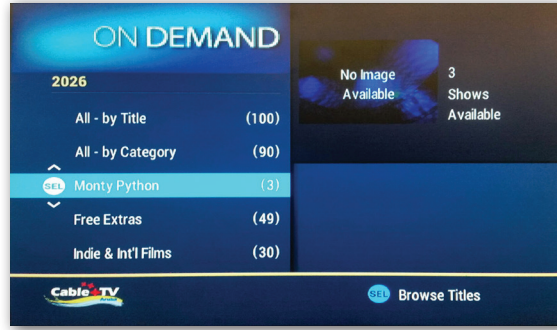 ON DEMAND
2026
All - by Title (100)
All - by Category (90)
SEL Monty Python (3)
Free Extras (49)
Indie & Int'l Films (30)
No Image
Available
3
Shows
Available
Cable TV
SEL Browse Titles